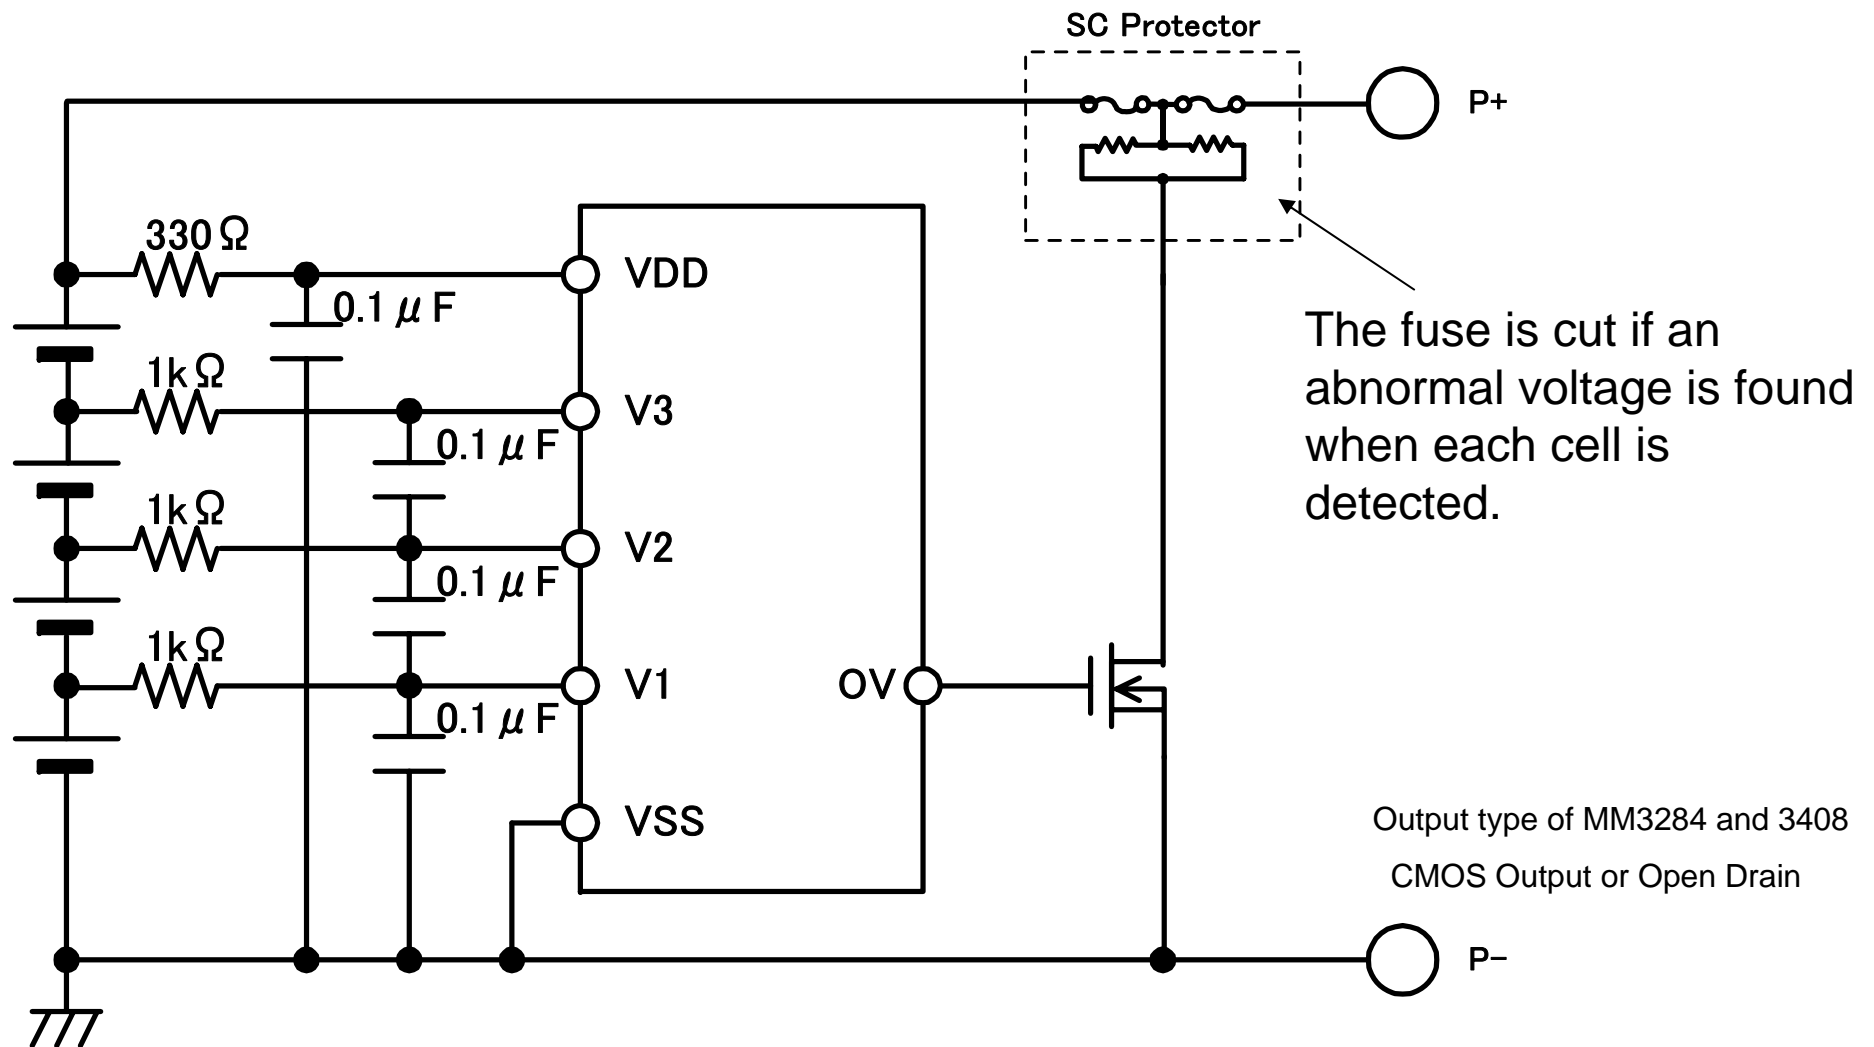 SC Protector
P+
330Ω
VDD
0.1μF
The fuse is cut if an
abnormal voltage is found
when each cell is
detected.
1kΩ
V3
0.1μF
1kΩ
V2
0.1μF
1kΩ
V1
OV
0.1μF
VSS
Output type of MM3284 and 3408
CMOS Output or Open Drain
P−